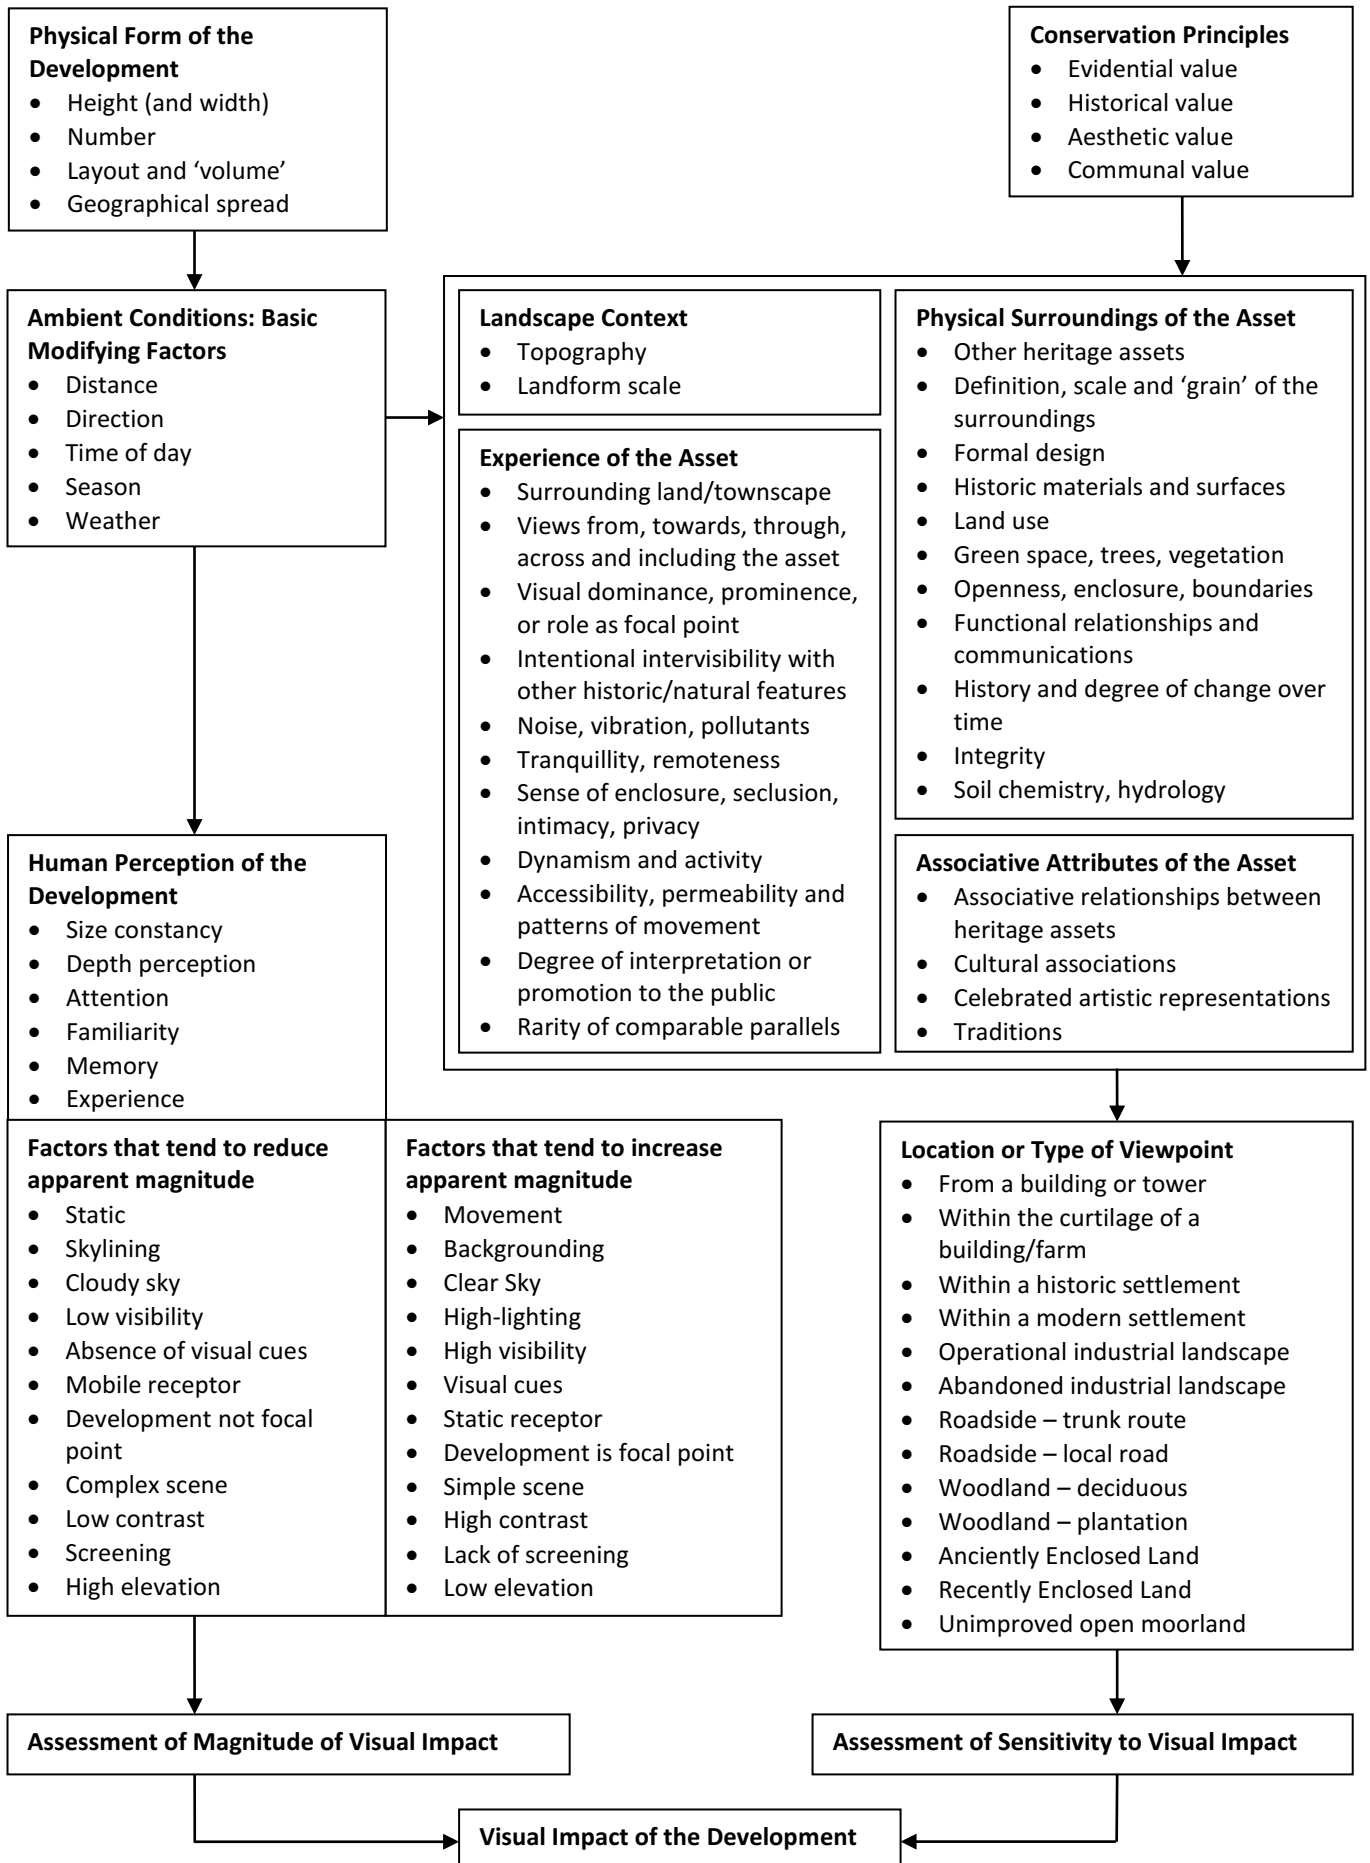 Physical Form of the
Development
• Height (and width)
• Number
• Layout and ‘volume’
• Geographical spread
Conservation Principles
• Evidential value
• Historical value
• Aesthetic value
• Communal value
Ambient Conditions: Basic
Modifying Factors
• Distance
• Direction
• Time of day
• Season
• Weather
Landscape Context
• Topography
• Landform scale
Experience of the Asset
• Surrounding land/townscape
• Views from, towards, through,
across and including the asset
• Visual dominance, prominence,
or role as focal point
• Intentional intervisibility with
other historic/natural features
• Noise, vibration, pollutants
• Tranquillity, remoteness
• Sense of enclosure, seclusion,
intimacy, privacy
• Dynamism and activity
• Accessibility, permeability and
patterns of movement
• Degree of interpretation or
promotion to the public
• Rarity of comparable parallels
Physical Surroundings of the Asset
• Other heritage assets
• Definition, scale and ‘grain’ of the
surroundings
• Formal design
• Historic materials and surfaces
• Land use
• Green space, trees, vegetation
• Openness, enclosure, boundaries
• Functional relationships and
communications
• History and degree of change over
time
• Integrity
• Soil chemistry, hydrology
Associative Attributes of the Asset
• Associative relationships between
heritage assets
• Cultural associations
• Celebrated artistic representations
• Traditions
Human Perception of the
Development
• Size constancy
• Depth perception
• Attention
• Familiarity
• Memory
• Experience
Factors that tend to reduce
apparent magnitude
• Static
• Skylining
• Cloudy sky
• Low visibility
• Absence of visual cues
• Mobile receptor
• Development not focal
point
• Complex scene
• Low contrast
• Screening
• High elevation
Factors that tend to increase
apparent magnitude
• Movement
• Backgrounding
• Clear Sky
• High-lighting
• High visibility
• Visual cues
• Static receptor
• Development is focal point
• Simple scene
• High contrast
• Lack of screening
• Low elevation
Location or Type of Viewpoint
• From a building or tower
• Within the curtilage of a
building/farm
• Within a historic settlement
• Within a modern settlement
• Operational industrial landscape
• Abandoned industrial landscape
• Roadside – trunk route
• Roadside – local road
• Woodland – deciduous
• Woodland – plantation
• Anciently Enclosed Land
• Recently Enclosed Land
• Unimproved open moorland
Assessment of Magnitude of Visual Impact
Assessment of Sensitivity to Visual Impact
Visual Impact of the Development